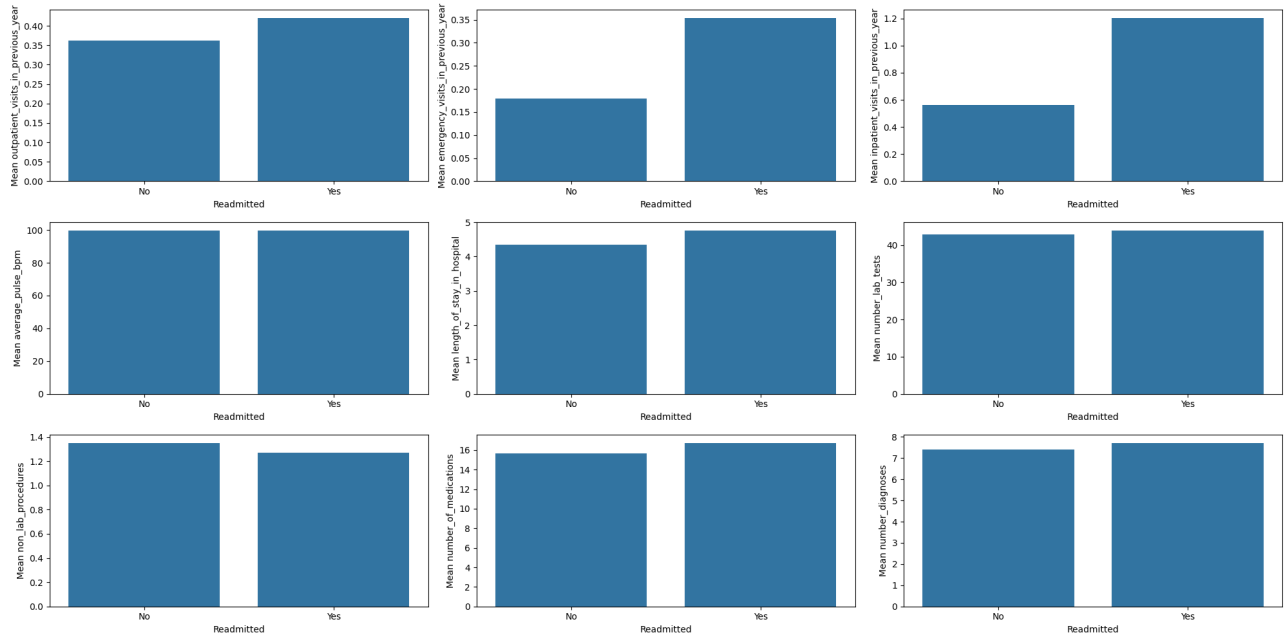 Mean outpatient_visits_in_previous_year
0.40
0.35
0.30
0.25
0.20
0.15
0.10
0.05
0.00
No
Yes
Readmitted
Mean emergency_visits_in_previous_year
0.35
0.30
0.25
0.20
0.15
0.10
0.05
0.00
No
Yes
Readmitted
Mean inpatient_visits_in_previous_year
1.2
1.0
0.8
0.6
0.4
0.2
0.0
No
Yes
Readmitted
Mean average_pulse_bpm
100
80
60
40
20
0
No
Yes
Readmitted
Mean length_of_stay_in_hospital
5
4
3
2
1
0
No
Yes
Readmitted
Mean number_lab_tests
40
30
20
10
0
No
Yes
Readmitted
Mean non_lab_procedures
1.4
1.2
1.0
0.8
0.6
0.4
0.2
0.0
No
Yes
Readmitted
Mean number_of_medications
16
14
12
10
8
6
4
2
0
No
Yes
Readmitted
Mean number_diagnoses
8
7
6
5
4
3
2
1
0
No
Yes
Readmitted